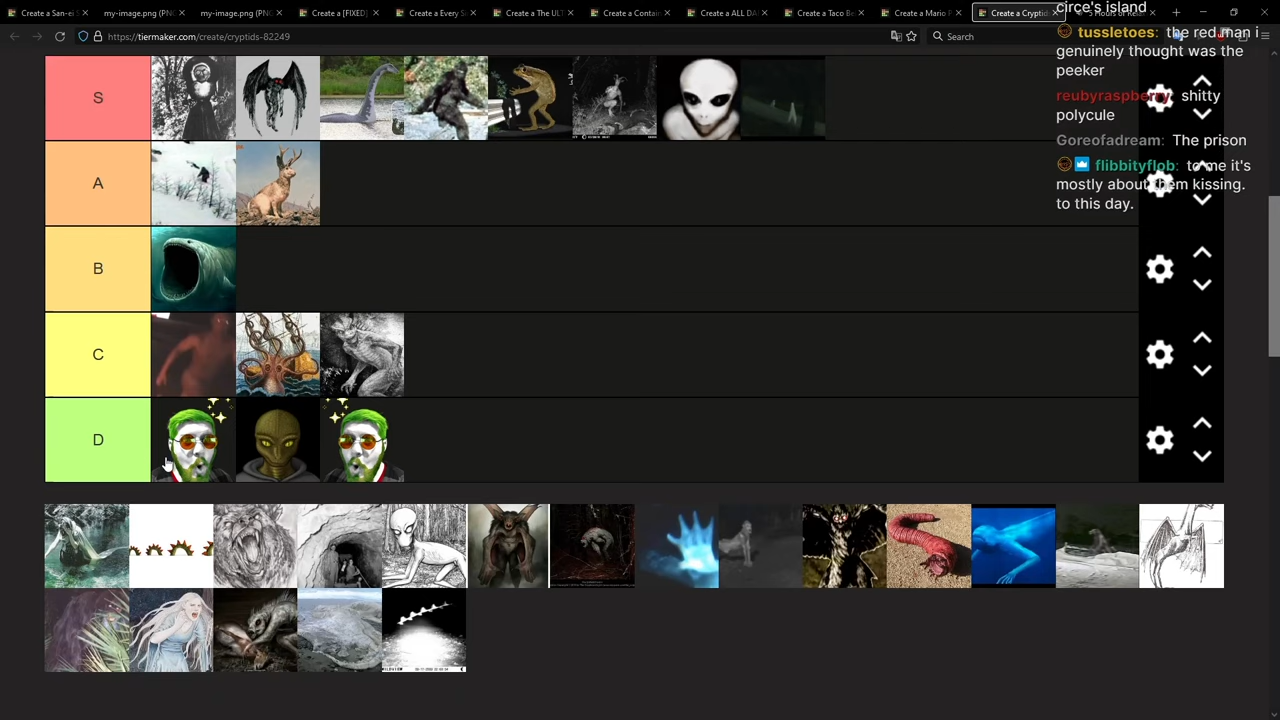 Create a San-ei S
my-image.png (PNG
my-image.png (PNG
Create a [FIXED]
Create a Every Si
Create a The ULT
Create a Contain
Create a ALL DA
Create a Taco Be
Create a Mario P
Create a Cryptid
https://tiermaker.com/create/cryptids-82249
Search
circe's island
tussletoes: the red man i
genuinely thought was the
peeker
reubyraspberry: shitty
polycule
Goreofadream: The prison
flibbityflob: to me it's
mostly about them kissing.
to this day.
S
A
B
C
D